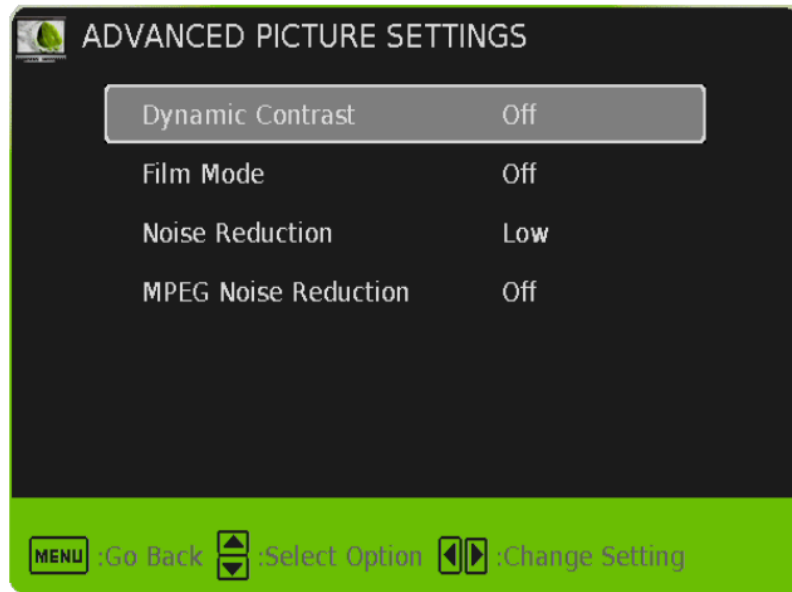 ADVANCED PICTURE SETTINGS
Dynamic Contrast Off
Film Mode Off
Noise Reduction Low
MPEG Noise Reduction Off
MENU :Go Back :Select Option :Change Setting